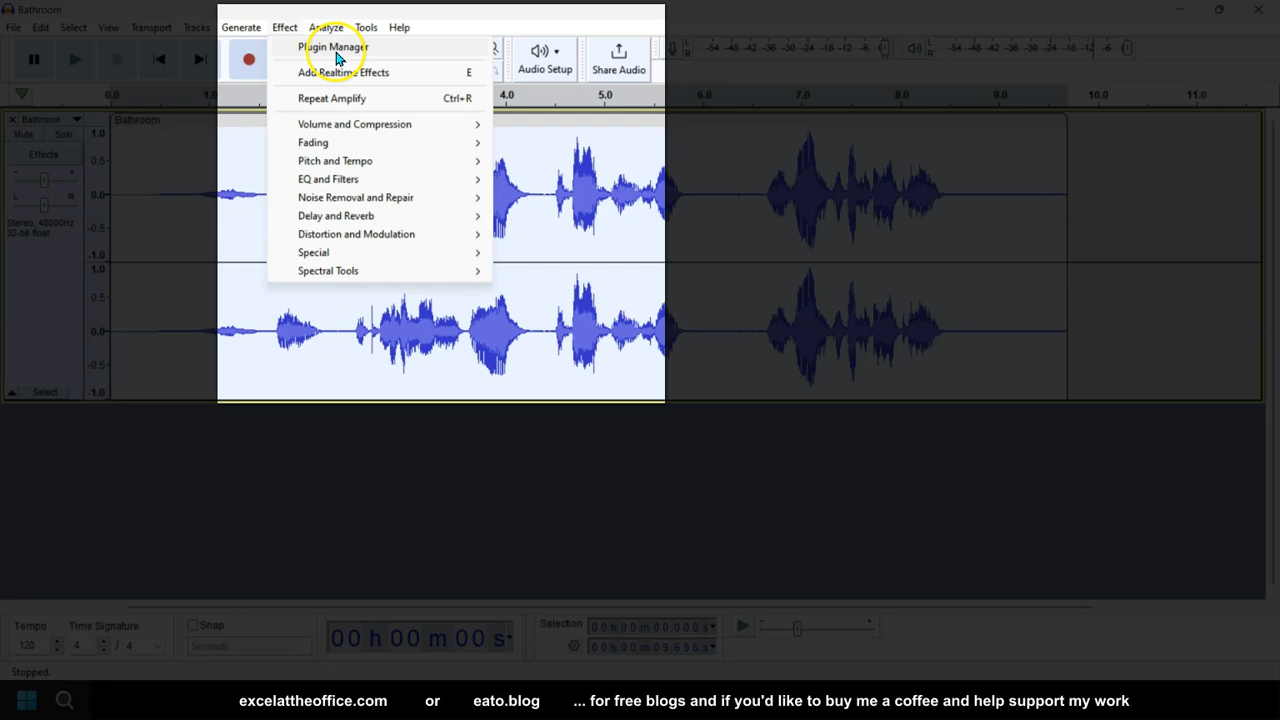 Bathroom
File Edit Select View Transport Tracks Generate Effect Analyze Tools Help
Plugin Manager
Add Realtime Effects E
Repeat Amplify Ctrl+R
Volume and Compression
Fading
Pitch and Tempo
EQ and Filters
Noise Removal and Repair
Delay and Reverb
Distortion and Modulation
Special
Spectral Tools
Audio Setup
Share Audio
L -54 -48 -42 -36 -30 -24 -18 -12 -6
R
L -54 -48 -42 -36 -30 -24 -18 -12 -6
R
0.0 1.0 4.0 5.0 6.0 7.0 8.0 9.0 10.0 11.0
Bathroom
Mute Solo
Effects
- +
L R
Stereo, 48000Hz
32-bit float
Select
Bathroom
1.0
0.5
0.0
-0.5
-1.0
1.0
0.5
0.0
-0.5
-1.0
Tempo
120
Time Signature
4 / 4
Snap
Seconds
00 h 00 m 00 s
Selection
00 h 00 m 00.000 s
00 h 00 m 09.696 s
- +
Stopped.
excelattheoffice.com or eato.blog ... for free blogs and if you'd like to buy me a coffee and help support my work